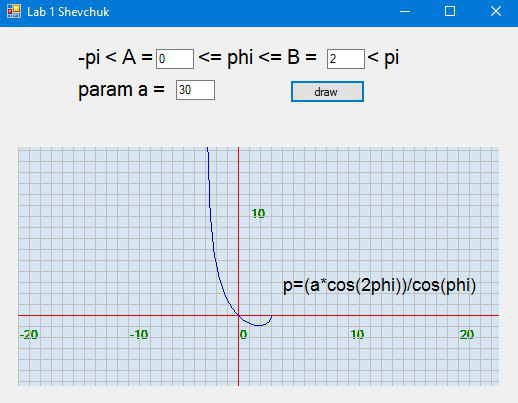 Lab 1 Shevchuk
-pi < A = 0 <= phi <= B = 2 < pi
param a = 30
draw
10
p=(a*cos(2phi))/cos(phi)
-20 -10 0 10 20